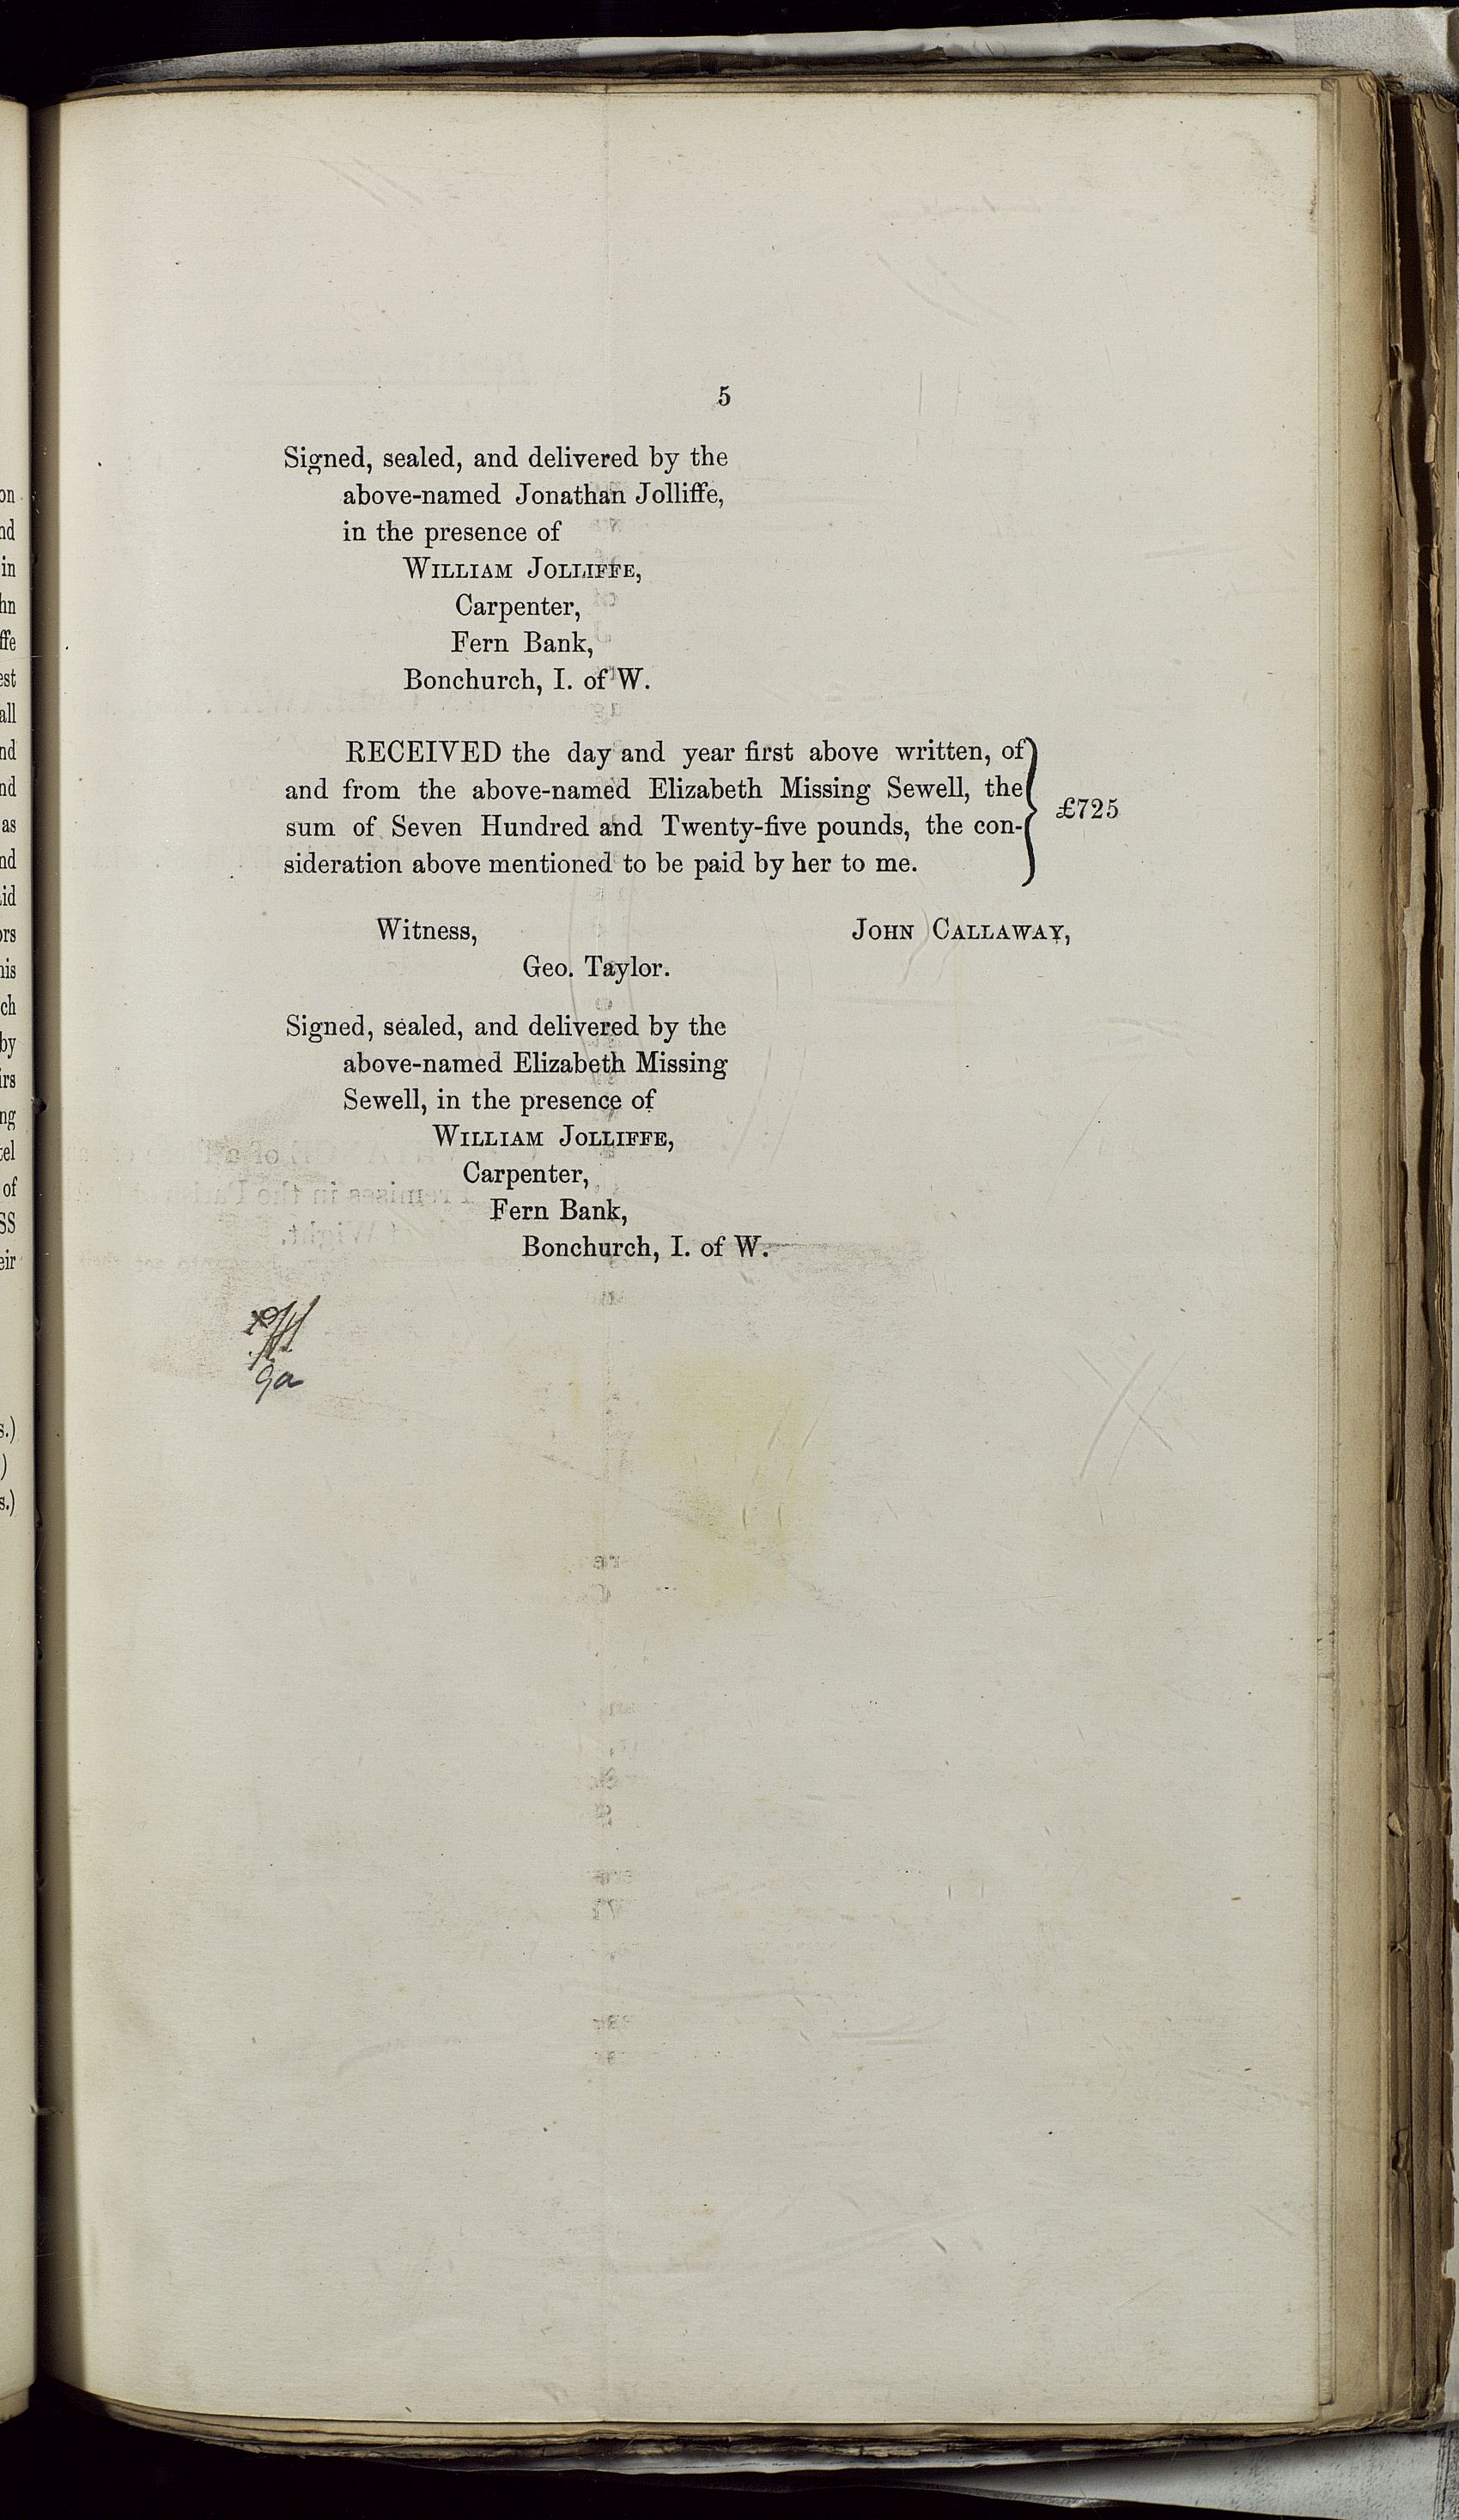 5
Signed, sealed, and delivered by the
above-named Jonathan Jolliffe,
in the presence of
WILLIAM JOLLIFFE,
Carpenter,
Fern Bank,
Bonchurch, I. of W.
RECEIVED the day and year first above written, of
and from the above-named Elizabeth Missing Sewell, the
sum of Seven Hundred and Twenty-five pounds, the con-
sideration above mentioned to be paid by her to me.
£725
Witness, JOHN CALLAWAY,
Geo. Taylor.
Signed, sealed, and delivered by the
above-named Elizabeth Missing
Sewell, in the presence of
WILLIAM JOLLIFFE,
Carpenter,
Fern Bank,
Bonchurch, I. of W.